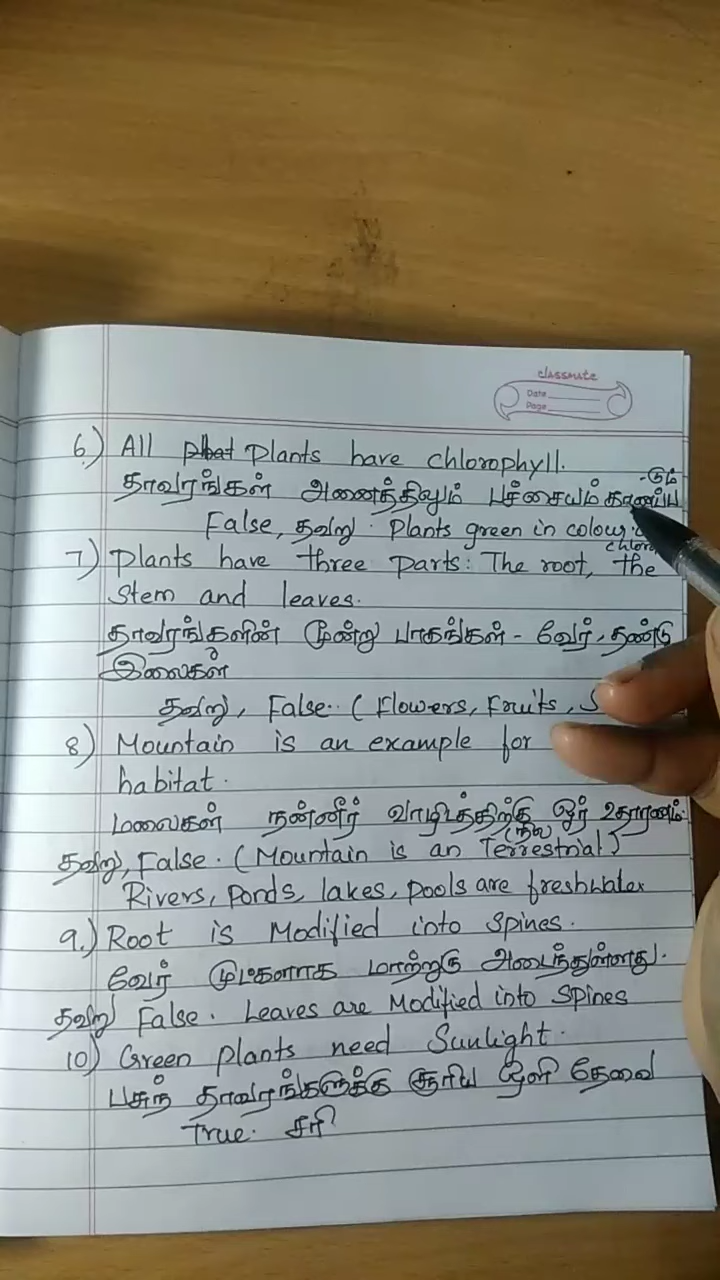 classmate
Date
Page
6.) All Plants have chlorophyll.
-டும்
தாவரங்கள் அனைத்திலும் பச்சையம் காணப்ப
False, தவறு. Plants green in colour
chloro
7) Plants have three parts: The root, the
Stem and leaves.
தாவரங்களின் மூன்று பாகங்கள் - வேர், தண்டு
இலைகள்
தவறு, False. (Flowers, Fruits, S
8) Mountain is an example for
habitat.
மலைகள் நன்னீர் வாழிடத்திற்கு ஓர் உதாரணம்.
(நில
தவறு, False. (Mountain is an Terrestrial)
Rivers, Ponds, lakes, pools are freshwater
9.) Root is Modified into Spines.
வேர் முட்களாக மாற்றுரு அடைந்துள்ளது.
தவறு False. Leaves are Modified into Spines
10) Green plants need Sunlight.
பசுந் தாவரங்களுக்கு சூரிய ஒளி தேவை
True. சரி